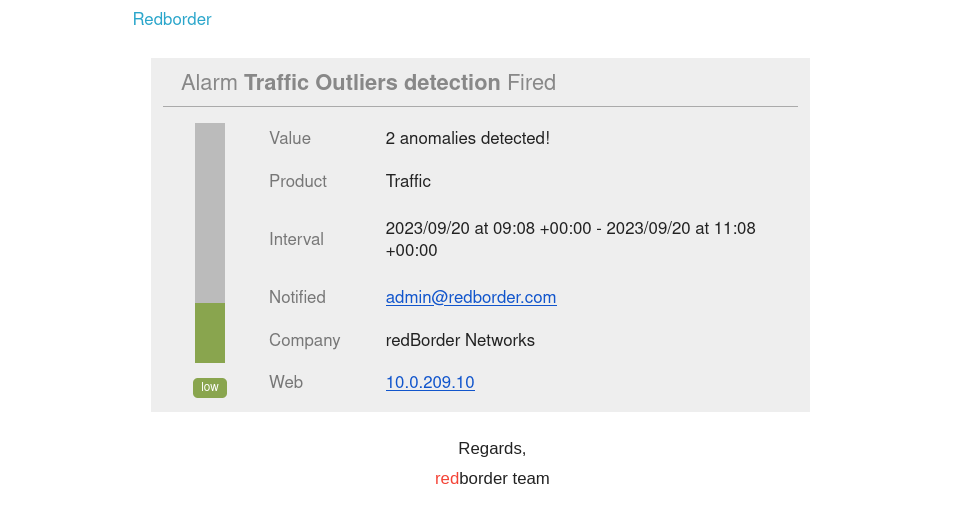 Redborder
Alarm Traffic Outliers detection Fired
Value 2 anomalies detected!
Product Traffic
Interval 2023/09/20 at 09:08 +00:00 - 2023/09/20 at 11:08
+00:00
Notified admin@redborder.com
Company redBorder Networks
low Web 10.0.209.10
Regards,
redborder team